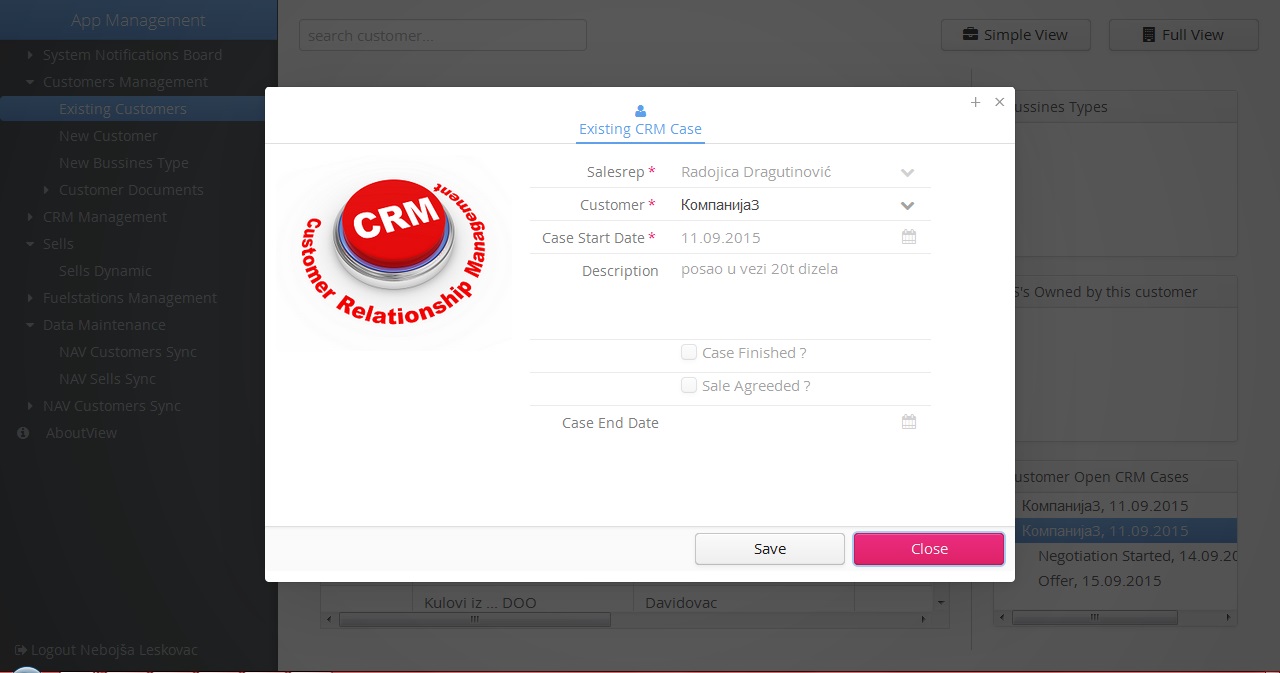 App Management
search customer...
Simple View
Full View
System Notifications Board
Customers Management
Existing Customers
New Customer
New Bussines Type
Customer Documents
CRM Management
Sells
Sells Dynamic
Fuelstations Management
Data Maintenance
NAV Customers Sync
NAV Sells Sync
NAV Customers Sync
AboutView
Logout Nebojša Leskovac
Existing CRM Case
CRM
Customer Relationship Management
Salesrep *
Radojica Dragutinović
Customer *
Компанија3
Case Start Date *
11.09.2015
Description
posao u vezi 20t dizela
Case Finished ?
Sale Agreeded ?
Case End Date
Save
Close
ussines Types
S's Owned by this customer
ustomer Open CRM Cases
Компанија3, 11.09.2015
Компанија3, 11.09.2015
Negotiation Started, 14.09.20
Offer, 15.09.2015
Kulovi iz ... DOO
Davidovac